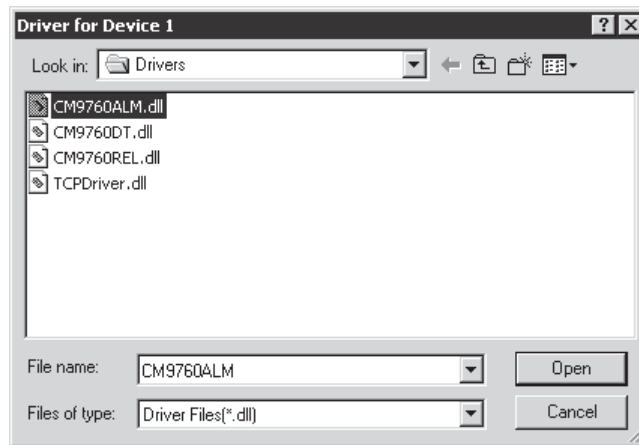 Driver for Device 1
Look in: Drivers
CM9760ALM.dll
CM9760DT.dll
CM9760REL.dll
TCPDriver.dll
File name: CM9760ALM Open
Files of type: Driver Files(*.dll) Cancel